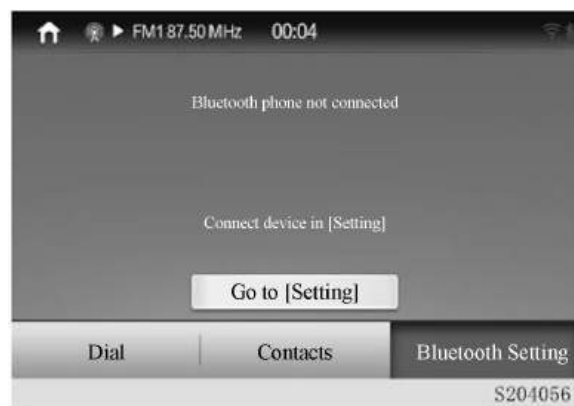 FM1 87.50 MHz 00:04
Bluetooth phone not connected
Connect device in [Setting]
Go to [Setting]
Dial Contacts Bluetooth Setting
S204056